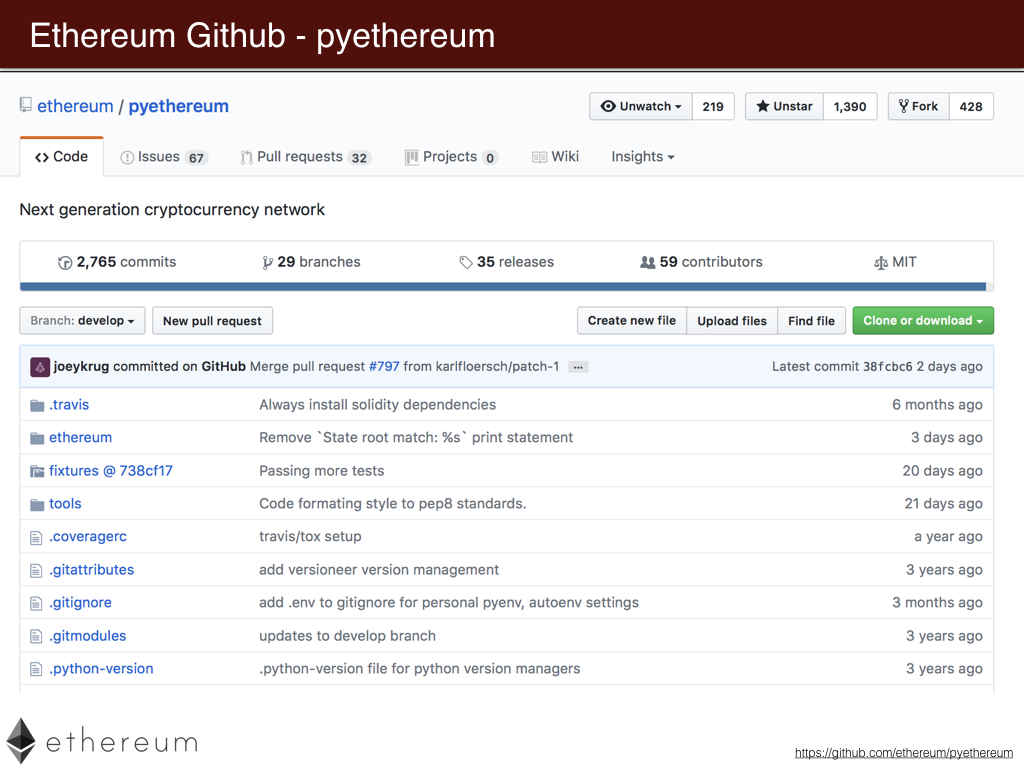 Ethereum Github - pyethereum
ethereum / pyethereum
Unwatch 219 Unstar 1,390 Fork 428
Code Issues 67 Pull requests 32 Projects 0 Wiki Insights
Next generation cryptocurrency network
2,765 commits 29 branches 35 releases 59 contributors MIT
Branch: develop New pull request Create new file Upload files Find file Clone or download
joeykrug committed on GitHub Merge pull request #797 from karlfloersch/patch-1 ... Latest commit 38fcbc6 2 days ago
.travis Always install solidity dependencies 6 months ago
ethereum Remove `State root match: %s` print statement 3 days ago
fixtures @ 738cf17 Passing more tests 20 days ago
tools Code formating style to pep8 standards. 21 days ago
.coveragerc travis/tox setup a year ago
.gitattributes add versioneer version management 3 years ago
.gitignore add .env to gitignore for personal pyenv, autoenv settings 3 months ago
.gitmodules updates to develop branch 3 years ago
.python-version .python-version file for python version managers 3 years ago
ethereum
https://github.com/ethereum/pyethereum